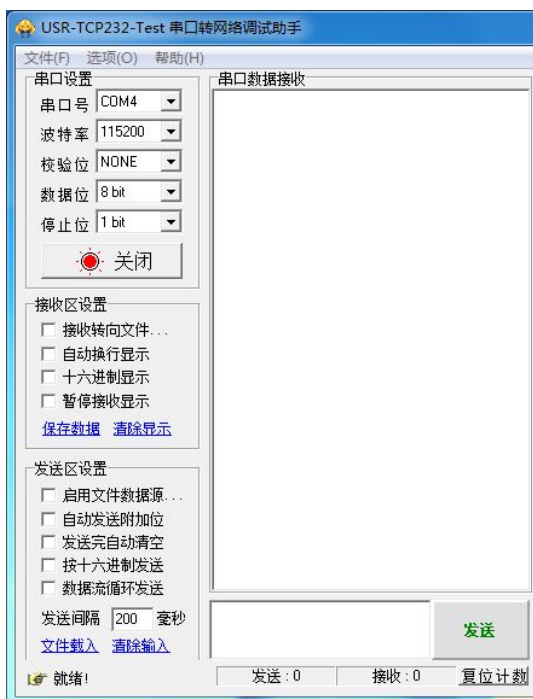 USR-TCP232-Test 串口转网络调试助手
文件(F) 选项(O) 帮助(H)
串口设置
串口号 COM4
波特率 115200
校验位 NONE
数据位 8 bit
停止位 1 bit
关闭
接收区设置
接收转向文件...
自动换行显示
十六进制显示
暂停接收显示
保存数据 清除显示
发送区设置
启用文件数据源...
自动发送附加位
发送完自动清空
按十六进制发送
数据流循环发送
发送间隔 200 毫秒
文件载入 清除输入
串口数据接收
发送
就绪!
发送 : 0
接收 : 0
复位计数